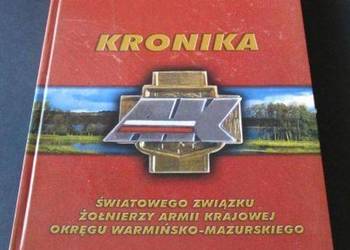 KRONIKA
AK
ŚWIATOWEGO ZWIĄZKU
ŻOŁNIERZY ARMII KRAJOWEJ
OKRĘGU WARMIŃSKO-MAZURSKIEGO